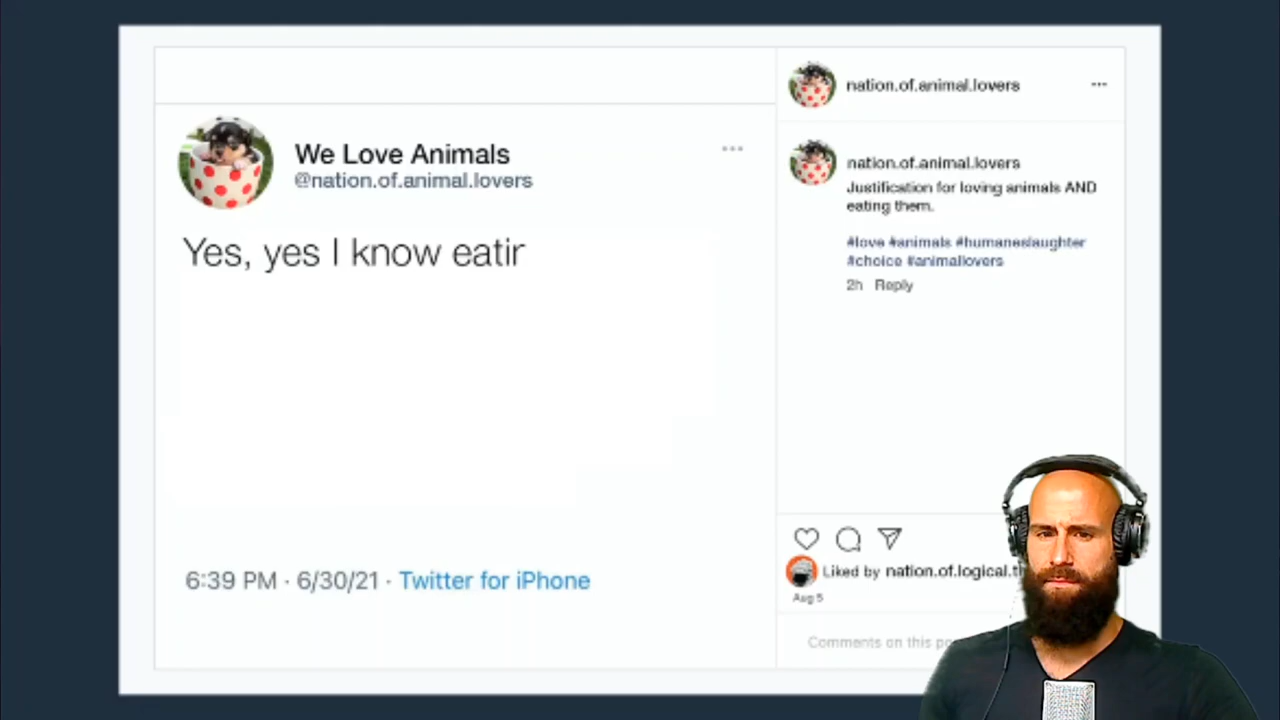 We Love Animals
@nation.of.animal.lovers
Yes, yes I know eatir
6:39 PM · 6/30/21 · Twitter for iPhone
nation.of.animal.lovers
nation.of.animal.lovers
Justification for loving animals AND
eating them.
#love #animals #humaneslaughter
#choice #animallovers
2h Reply
Liked by nation.of.logical.th
Aug 5
Comments on this po